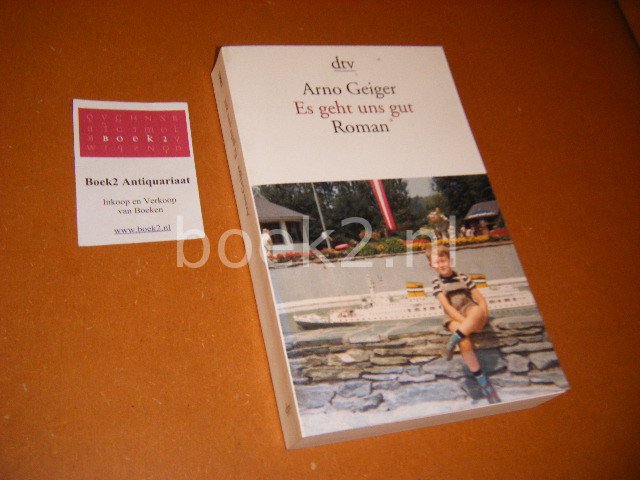 dtv
Arno Geiger
Es geht uns gut
Roman
BOEK2
Boek2 Antiquariaat
Inkoop en Verkoop
van Boeken
www.boek2.nl
boek2.nl